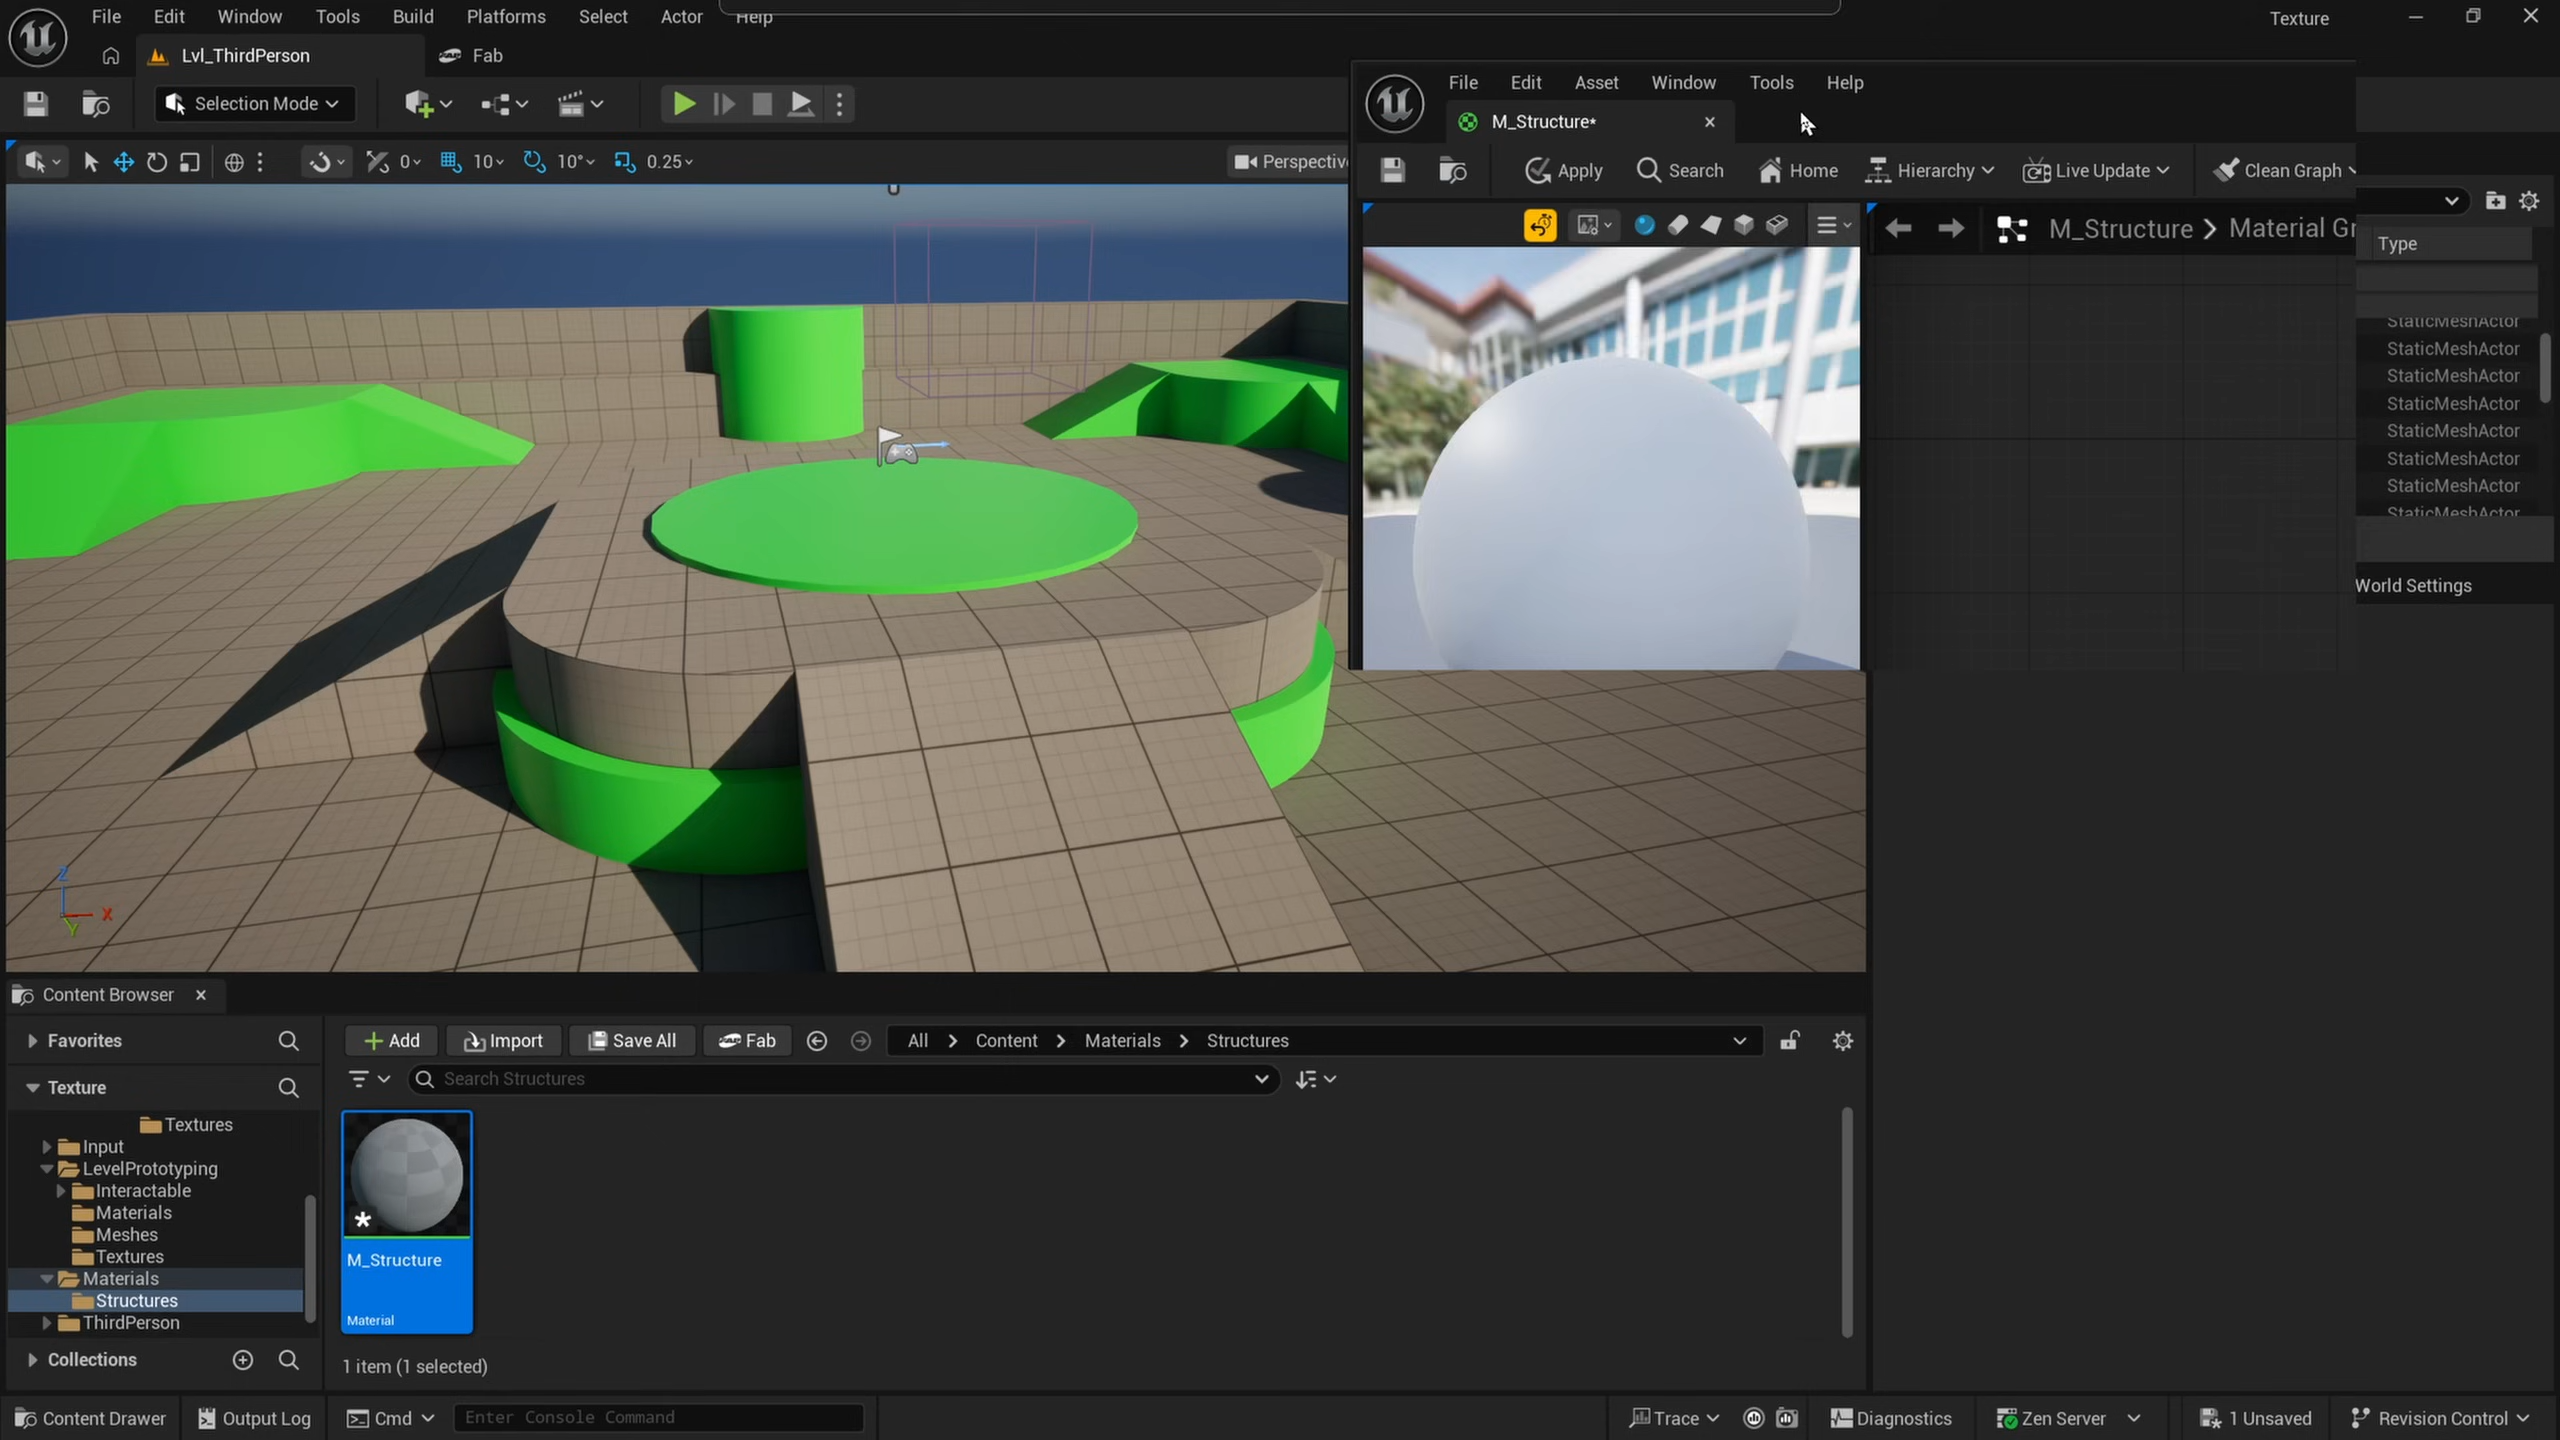 File Edit Window Tools Build Platforms Select Actor Help
Texture
Lvl_ThirdPerson
Fab
Selection Mode
0
10
10°
0.25
Perspective
File Edit Asset Window Tools Help
M_Structure*
Apply Search Home Hierarchy Live Update Clean Graph
M_Structure > Material Gr
Type
StaticMeshActor
StaticMeshActor
StaticMeshActor
StaticMeshActor
StaticMeshActor
StaticMeshActor
StaticMeshActor
StaticMeshActor
World Settings
Z
X
Y
Content Browser
Favorites
Texture
Textures
Input
LevelPrototyping
Interactable
Materials
Meshes
Textures
Materials
Structures
ThirdPerson
Collections
Add Import Save All Fab
All > Content > Materials > Structures
Search Structures
M_Structure
Material
1 item (1 selected)
Content Drawer Output Log Cmd Enter Console Command
Trace Diagnostics Zen Server 1 Unsaved Revision Control